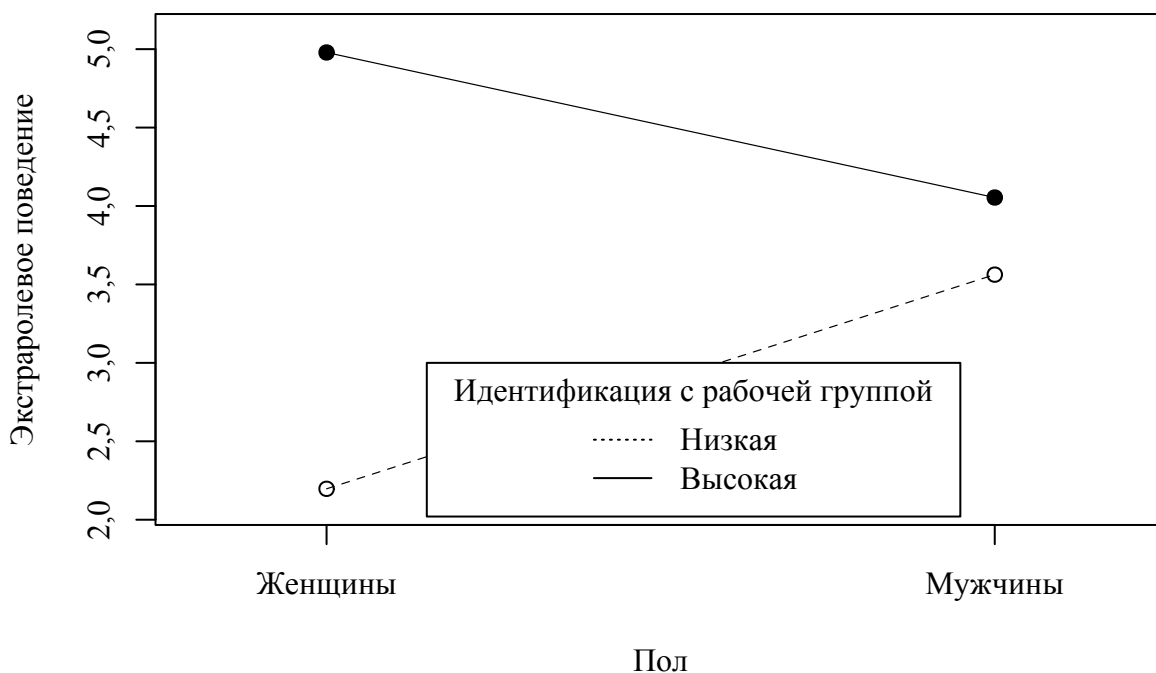 Экстраролевое поведение
5,0
4,5
4,0
3,5
3,0
2,5
2,0
Идентификация с рабочей группой
Низкая
Высокая
Женщины
Мужчины
Пол